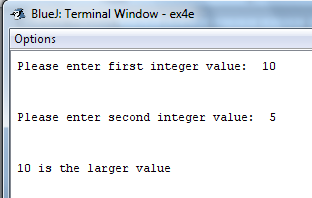 BlueJ: Terminal Window - ex4e
Options
Please enter first integer value:  10
Please enter second integer value:  5
10 is the larger value